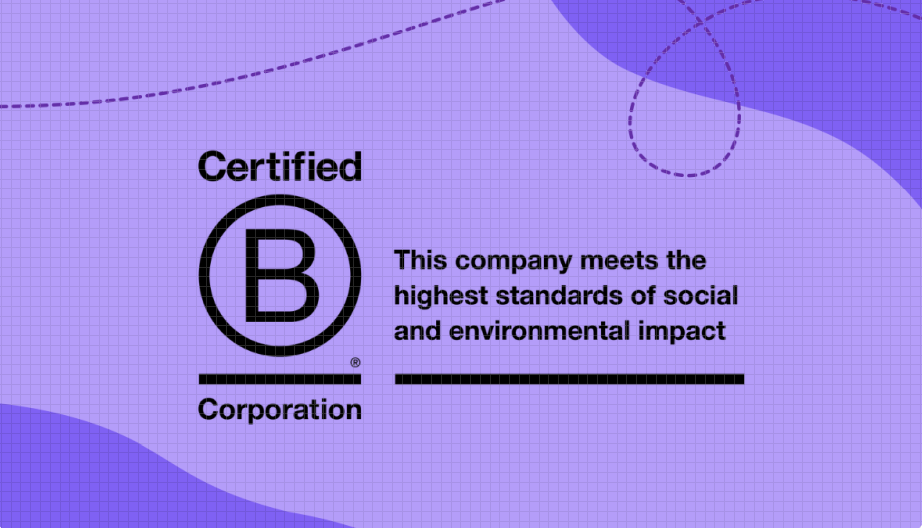 Certified
B
®
Corporation
This company meets the
highest standards of social
and environmental impact